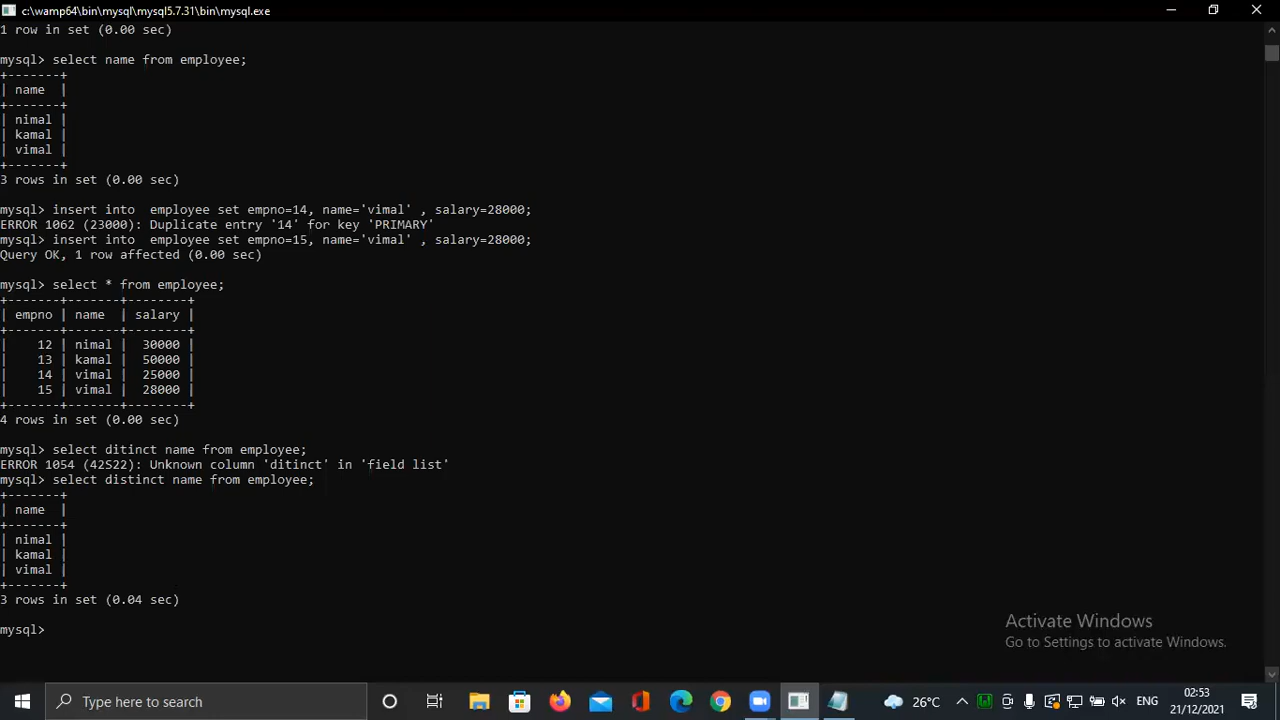 c:\wamp64\bin\mysql\mysql5.7.31\bin\mysql.exe
1 row in set (0.00 sec)
mysql> select name from employee;
+-------+
| name  |
+-------+
| nimal |
| kamal |
| vimal |
+-------+
3 rows in set (0.00 sec)
mysql> insert into  employee set empno=14, name='vimal' , salary=28000;
ERROR 1062 (23000): Duplicate entry '14' for key 'PRIMARY'
mysql> insert into  employee set empno=15, name='vimal' , salary=28000;
Query OK, 1 row affected (0.00 sec)
mysql> select * from employee;
+-------+-------+--------+
| empno | name  | salary |
+-------+-------+--------+
|    12 | nimal |  30000 |
|    13 | kamal |  50000 |
|    14 | vimal |  25000 |
|    15 | vimal |  28000 |
+-------+-------+--------+
4 rows in set (0.00 sec)
mysql> select ditinct name from employee;
ERROR 1054 (42S22): Unknown column 'ditinct' in 'field list'
mysql> select distinct name from employee;
+-------+
| name  |
+-------+
| nimal |
| kamal |
| vimal |
+-------+
3 rows in set (0.04 sec)
mysql>
Activate Windows
Go to Settings to activate Windows.
Type here to search
26°C
ENG
02:53
21/12/2021